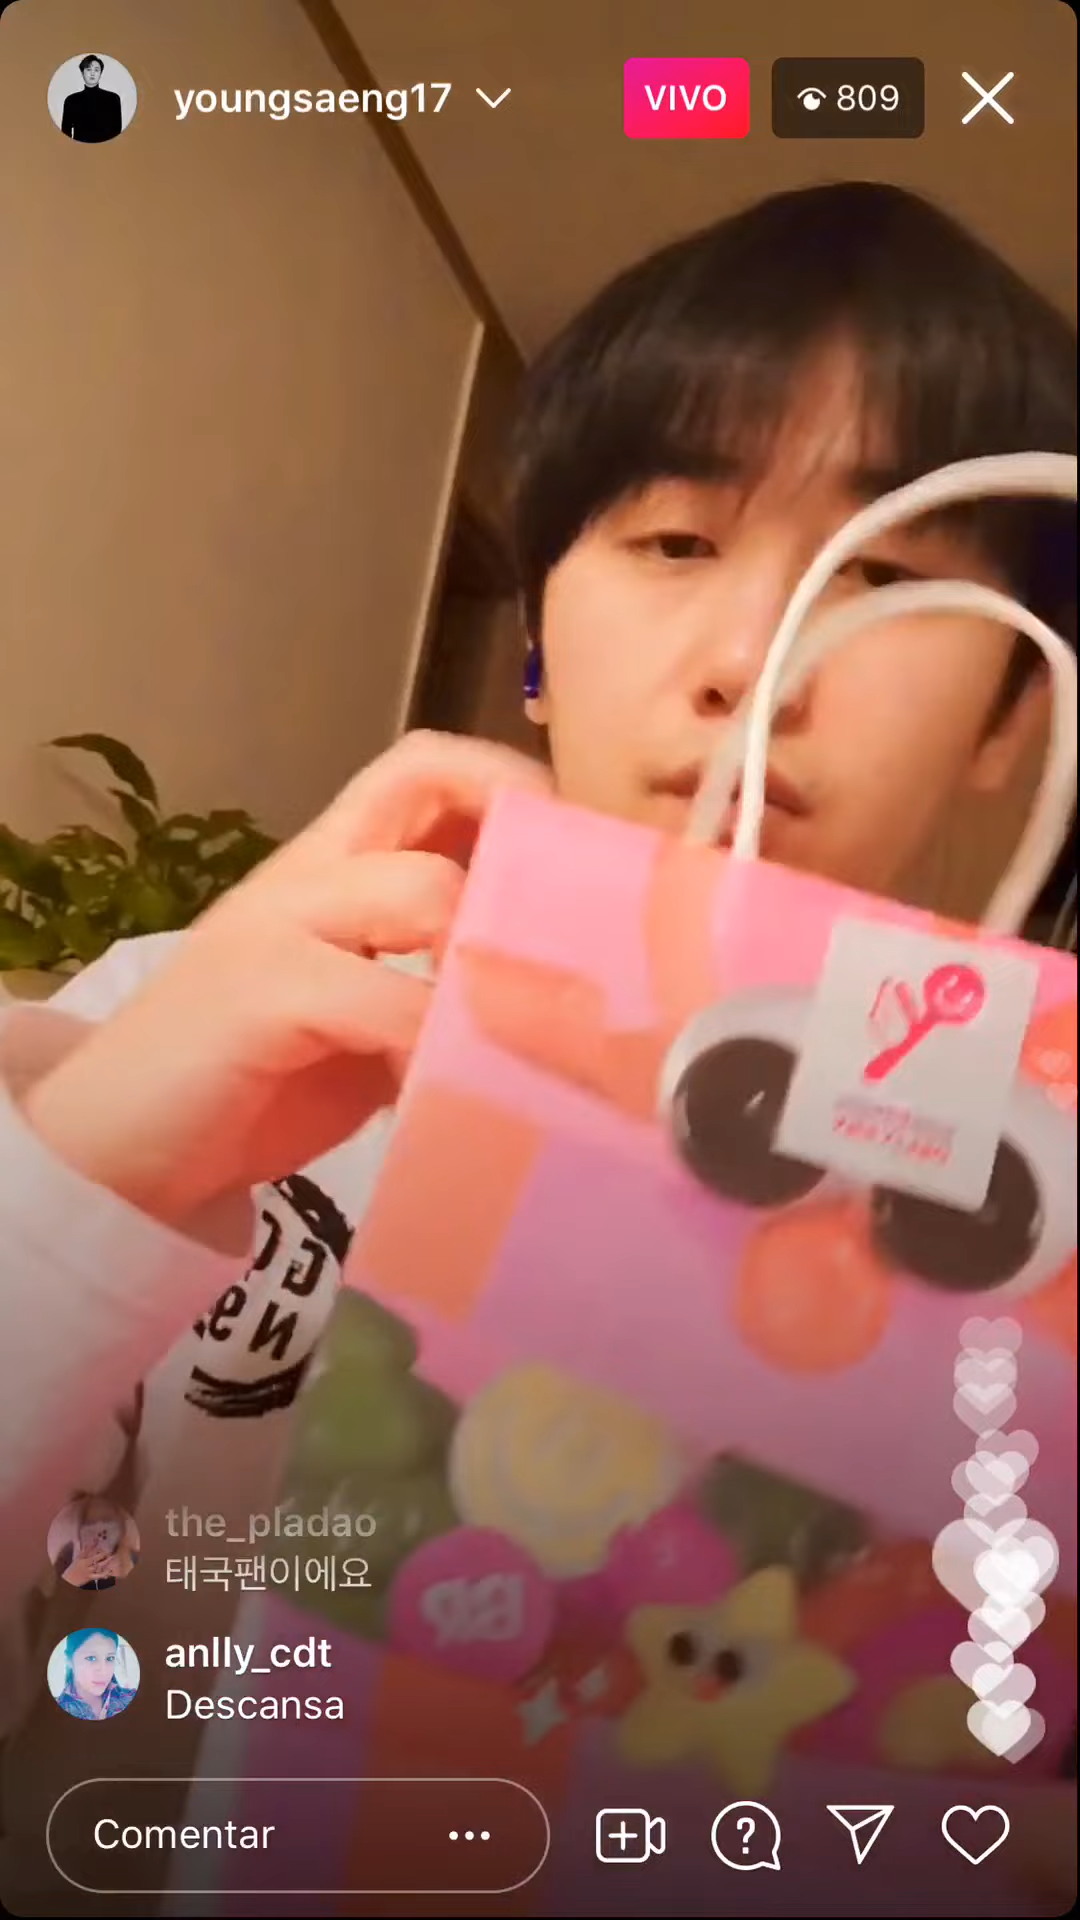 youngsaeng17
VIVO
809
the_pladao
태국팬이에요
anlly_cdt
Descansa
Comentar